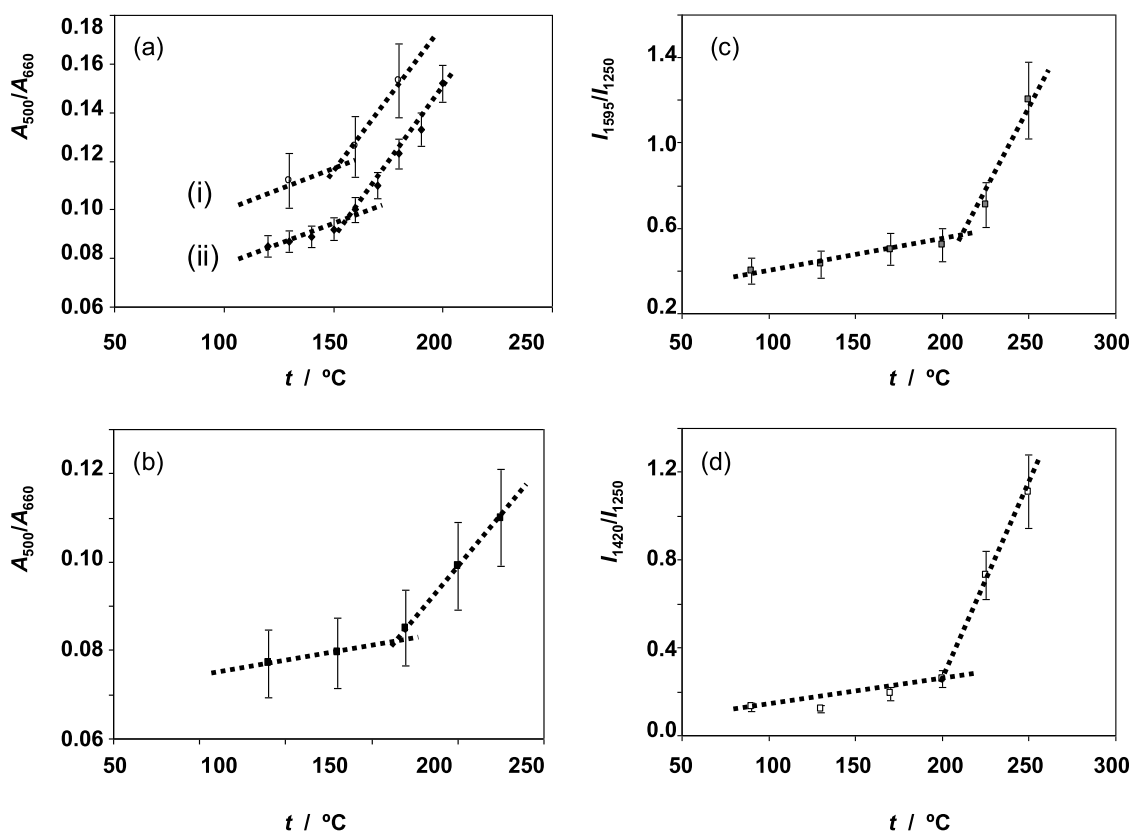 (a)
A500/A660
0.18
0.16
0.14
0.12
0.10
0.08
0.06
(i)
(ii)
50 100 150 200 250
t / ºC
(c)
I1595/I1250
1.4
1.0
0.6
0.2
50 100 150 200 250 300
t / ºC
(b)
A500/A660
0.12
0.10
0.08
0.06
50 100 150 200 250
t / ºC
(d)
I1420/I1250
1.2
0.8
0.4
0.0
50 100 150 200 250 300
t / ºC